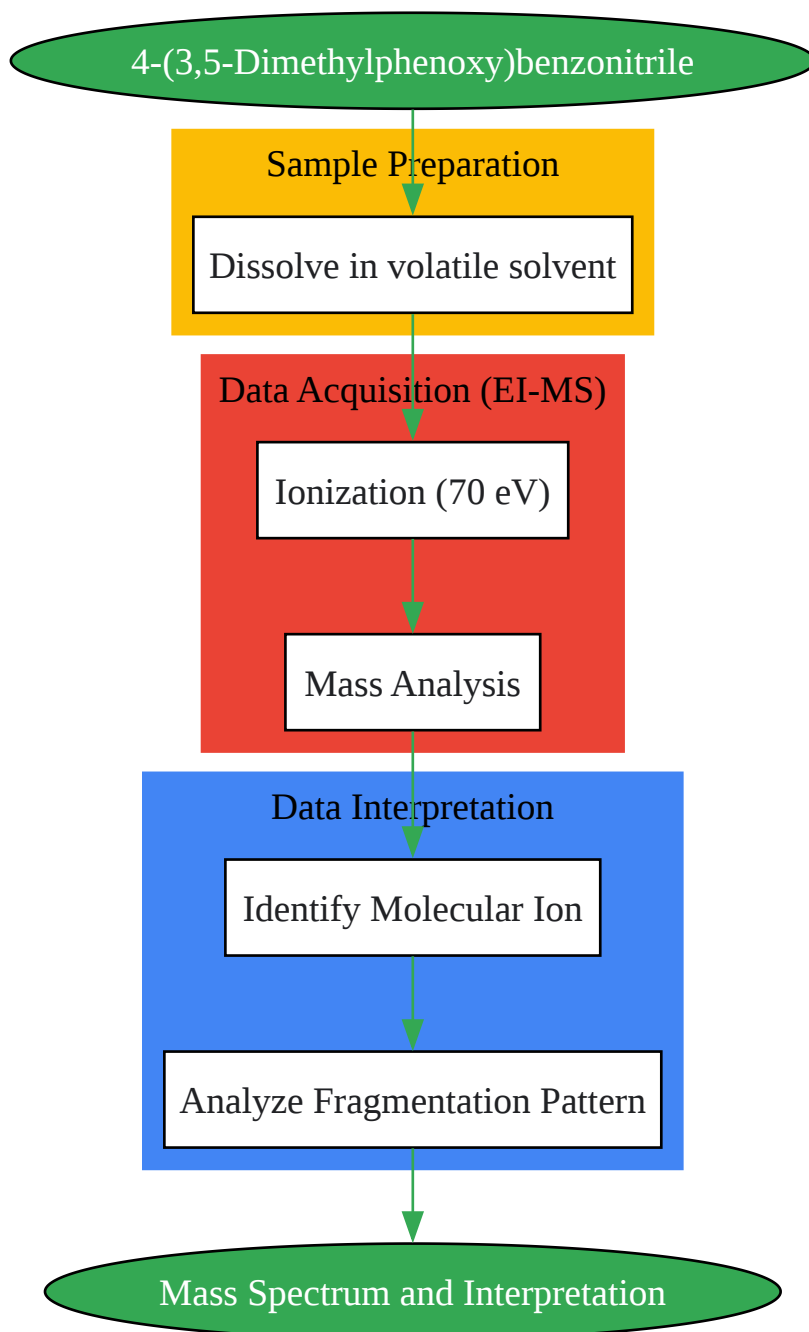 4-(3,5-Dimethylphenoxy)benzonitrile
Sample Preparation
Dissolve in volatile solvent
Data Acquisition (EI-MS)
Ionization (70 eV)
Mass Analysis
Data Interpretation
Identify Molecular Ion
Analyze Fragmentation Pattern
Mass Spectrum and Interpretation